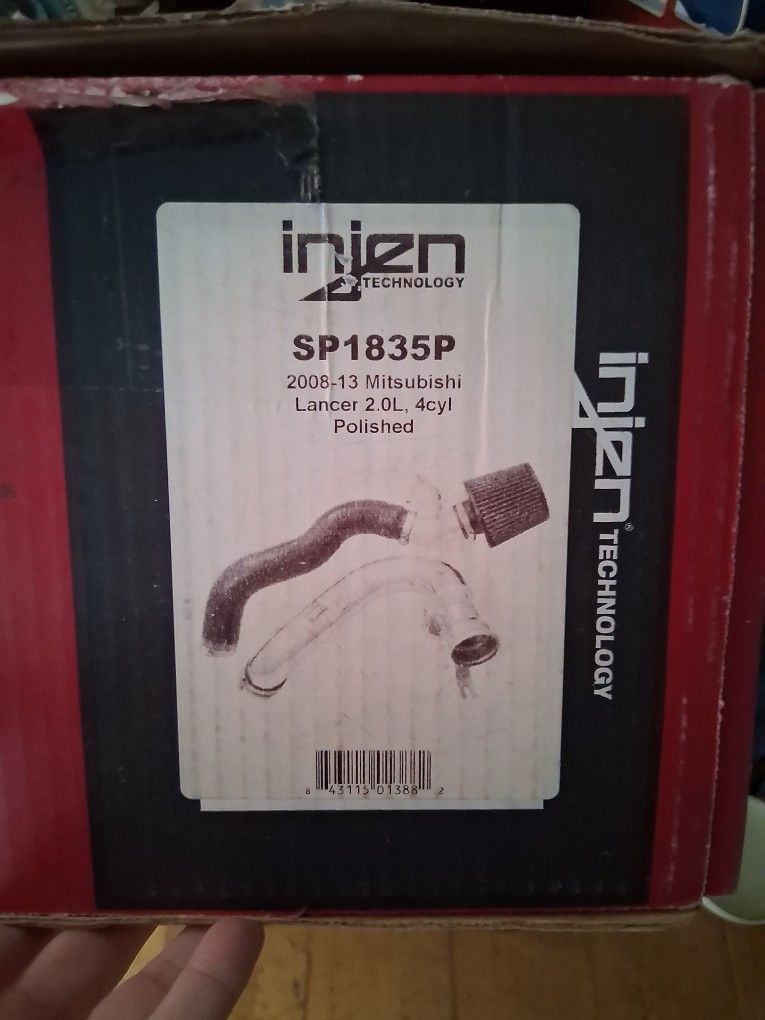 injen
TECHNOLOGY
SP1835P
2008-13 Mitsubishi
Lancer 2.0L, 4cyl
Polished
8 43115 01388 2
injen®
TECHNOLOGY